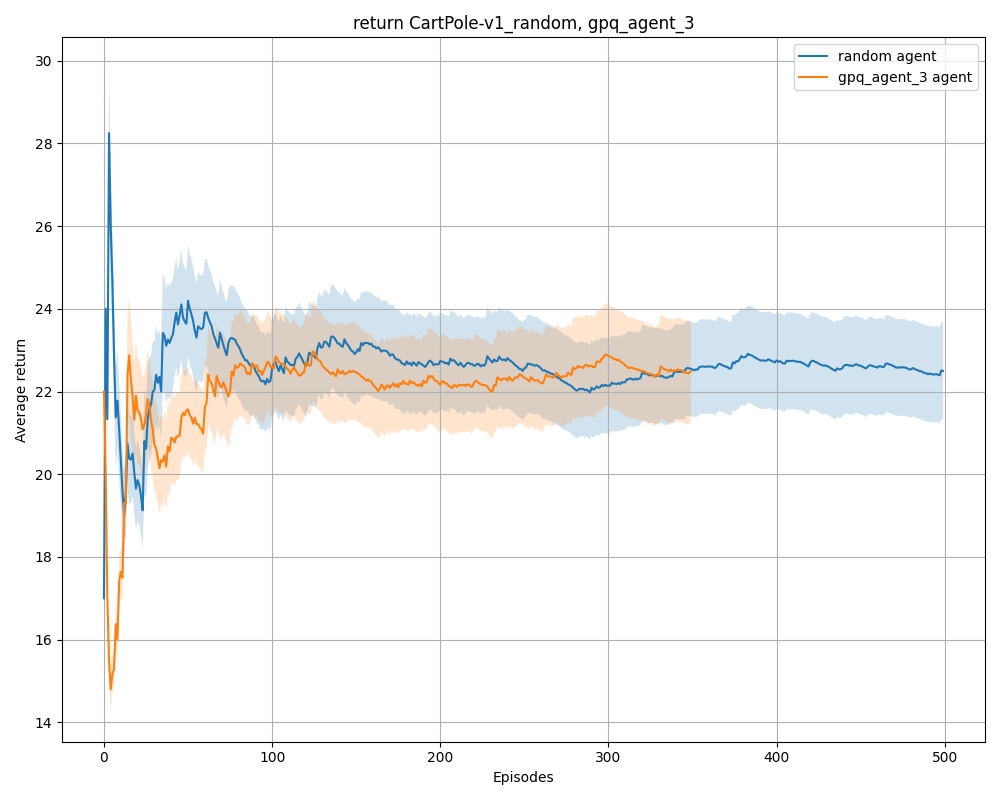 return CartPole-v1_random, gpq_agent_3
random agent
gpq_agent_3 agent
Average return
30
28
26
24
22
20
18
16
14
0 100 200 300 400 500
Episodes